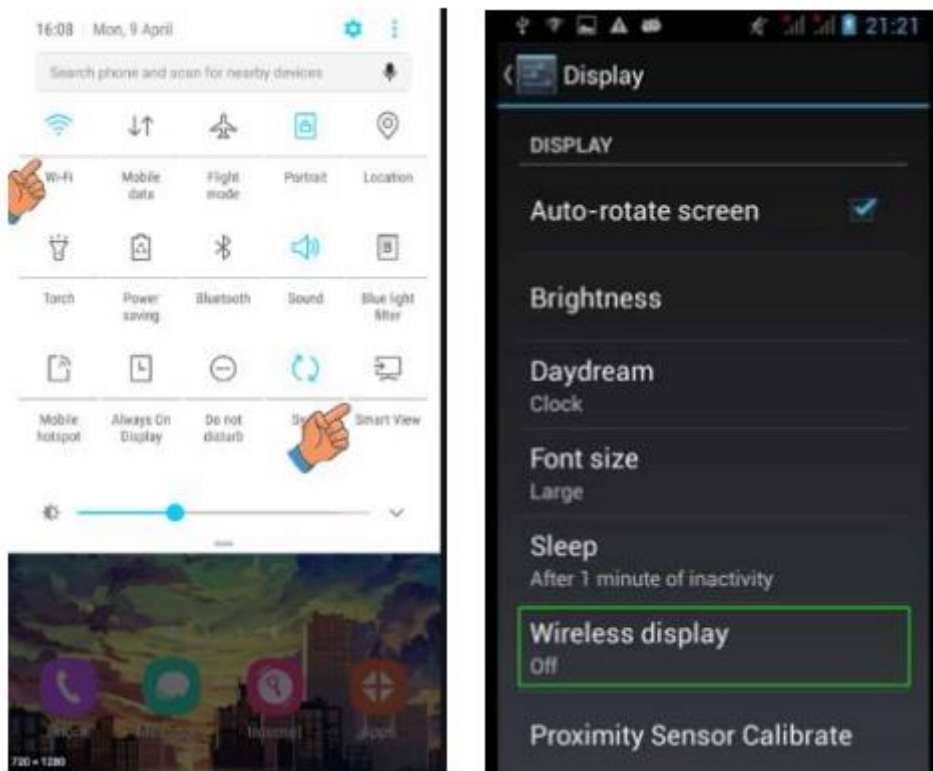 16:08 Mon, 9 April
Search phone and scan for nearby devices
Wi-Fi Mobile data Flight mode Portrait Location
Torch Power saving Bluetooth Sound Blue light filter
Mobile hotspot Always On Display Do not disturb Smart View
Internet Apps
720 × 1280
21:21
Display
DISPLAY
Auto-rotate screen
Brightness
Daydream
Clock
Font size
Large
Sleep
After 1 minute of inactivity
Wireless display
Off
Proximity Sensor Calibrate